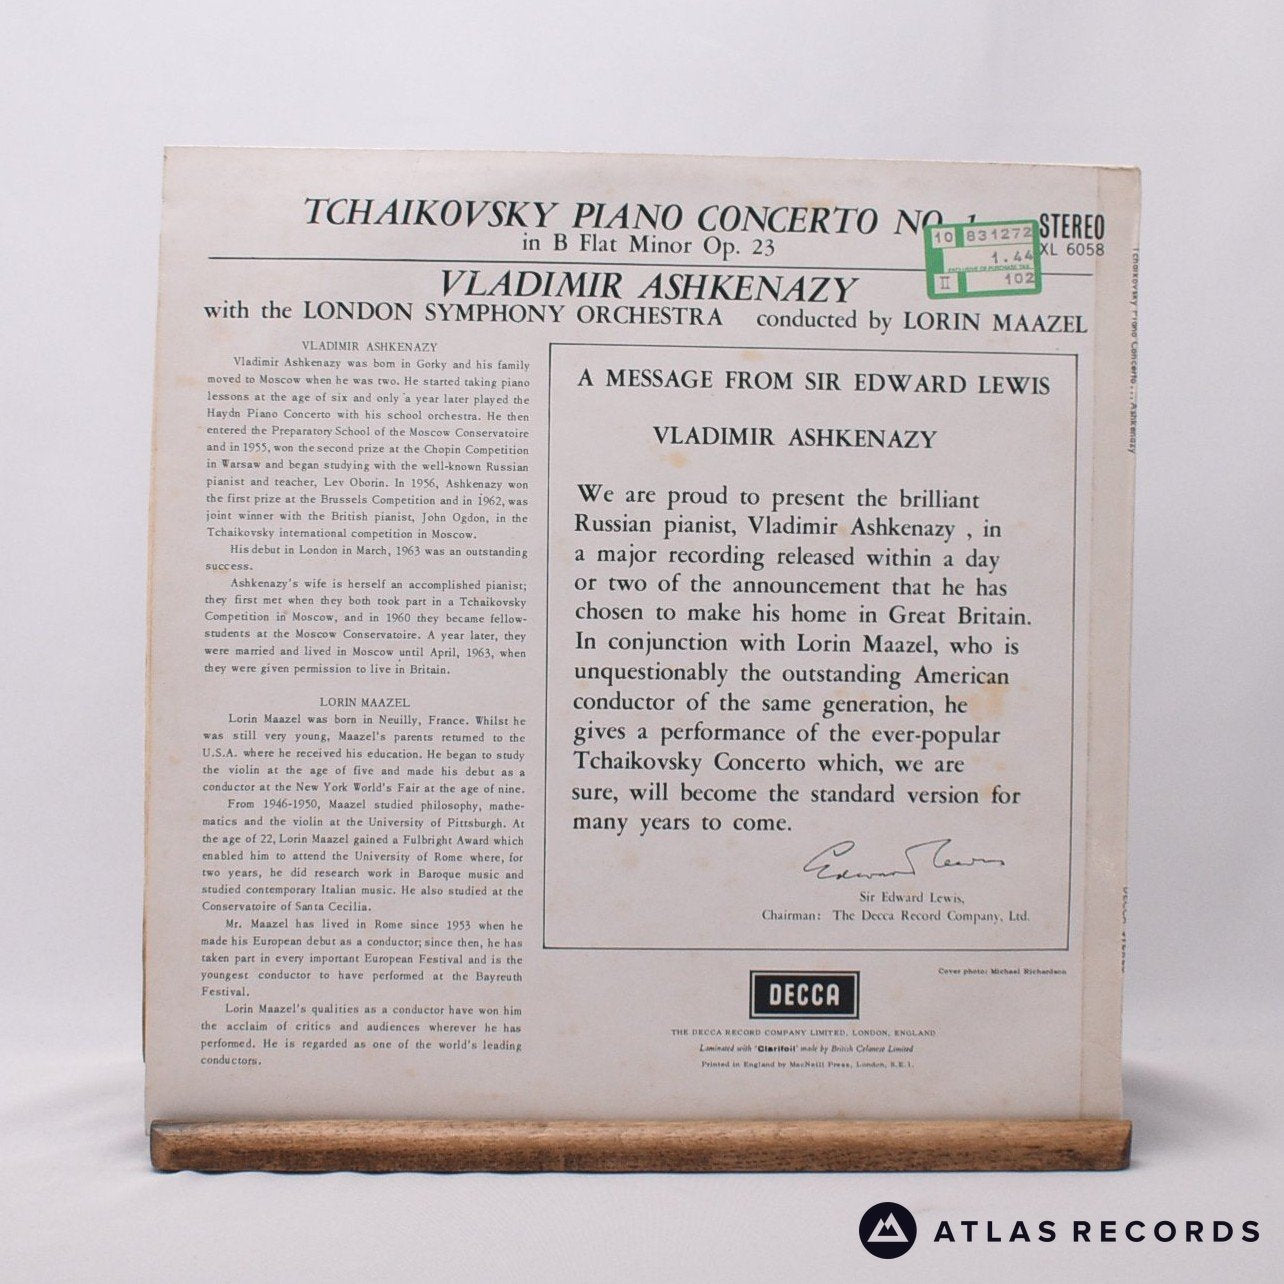 TCHAIKOVSKY PIANO CONCERTO NO. 1
in B Flat Minor Op. 23
STEREO
XL 6058
10 831272
1.44
EXCLUSIVE OF PURCHASE TAX
II 102
VLADIMIR ASHKENAZY
with the LONDON SYMPHONY ORCHESTRA conducted by LORIN MAAZEL
VLADIMIR ASHKENAZY
Vladimir Ashkenazy was born in Gorky and his family
moved to Moscow when he was two. He started taking piano
lessons at the age of six and only a year later played the
Haydn Piano Concerto with his school orchestra. He then
entered the Preparatory School of the Moscow Conservatoire
and in 1955, won the second prize at the Chopin Competition
in Warsaw and began studying with the well-known Russian
pianist and teacher, Lev Oborin. In 1956, Ashkenazy won
the first prize at the Brussels Competition and in 1962, was
joint winner with the British pianist, John Ogdon, in the
Tchaikovsky international competition in Moscow.
His debut in London in March, 1963 was an outstanding
success.
Ashkenazy's wife is herself an accomplished pianist;
they first met when they both took part in a Tchaikovsky
Competition in Moscow, and in 1960 they became fellow-
students at the Moscow Conservatoire. A year later, they
were married and lived in Moscow until April, 1963, when
they were given permission to live in Britain.
LORIN MAAZEL
Lorin Maazel was born in Neuilly, France. Whilst he
was still very young, Maazel's parents returned to the
U.S.A. where he received his education. He began to study
the violin at the age of five and made his debut as a
conductor at the New York World's Fair at the age of nine.
From 1946-1950, Maazel studied philosophy, mathe-
matics and the violin at the University of Pittsburgh. At
the age of 22, Lorin Maazel gained a Fulbright Award which
enabled him to attend the University of Rome where, for
two years, he did research work in Baroque music and
studied contemporary Italian music. He also studied at the
Conservatoire of Santa Cecilia.
Mr. Maazel has lived in Rome since 1953 when he
made his European debut as a conductor; since then, he has
taken part in every important European Festival and is the
youngest conductor to have performed at the Bayreuth
Festival.
Lorin Maazel's qualities as a conductor have won him
the acclaim of critics and audiences wherever he has
performed. He is regarded as one of the world's leading
conductors.
A MESSAGE FROM SIR EDWARD LEWIS
VLADIMIR ASHKENAZY
We are proud to present the brilliant
Russian pianist, Vladimir Ashkenazy , in
a major recording released within a day
or two of the announcement that he has
chosen to make his home in Great Britain.
In conjunction with Lorin Maazel, who is
unquestionably the outstanding American
conductor of the same generation, he
gives a performance of the ever-popular
Tchaikovsky Concerto which, we are
sure, will become the standard version for
many years to come.
Edward Lewis
Sir Edward Lewis,
Chairman: The Decca Record Company, Ltd.
Cover photo: Michael Richardson
DECCA
THE DECCA RECORD COMPANY LIMITED, LONDON, ENGLAND
Laminated with 'Clarifoil' made by British Celanese Limited
Printed in England by MacNeill Press, London, S.E.1.
Tchaikovsky Piano Concerto... Ashkenazy
ATLAS RECORDS